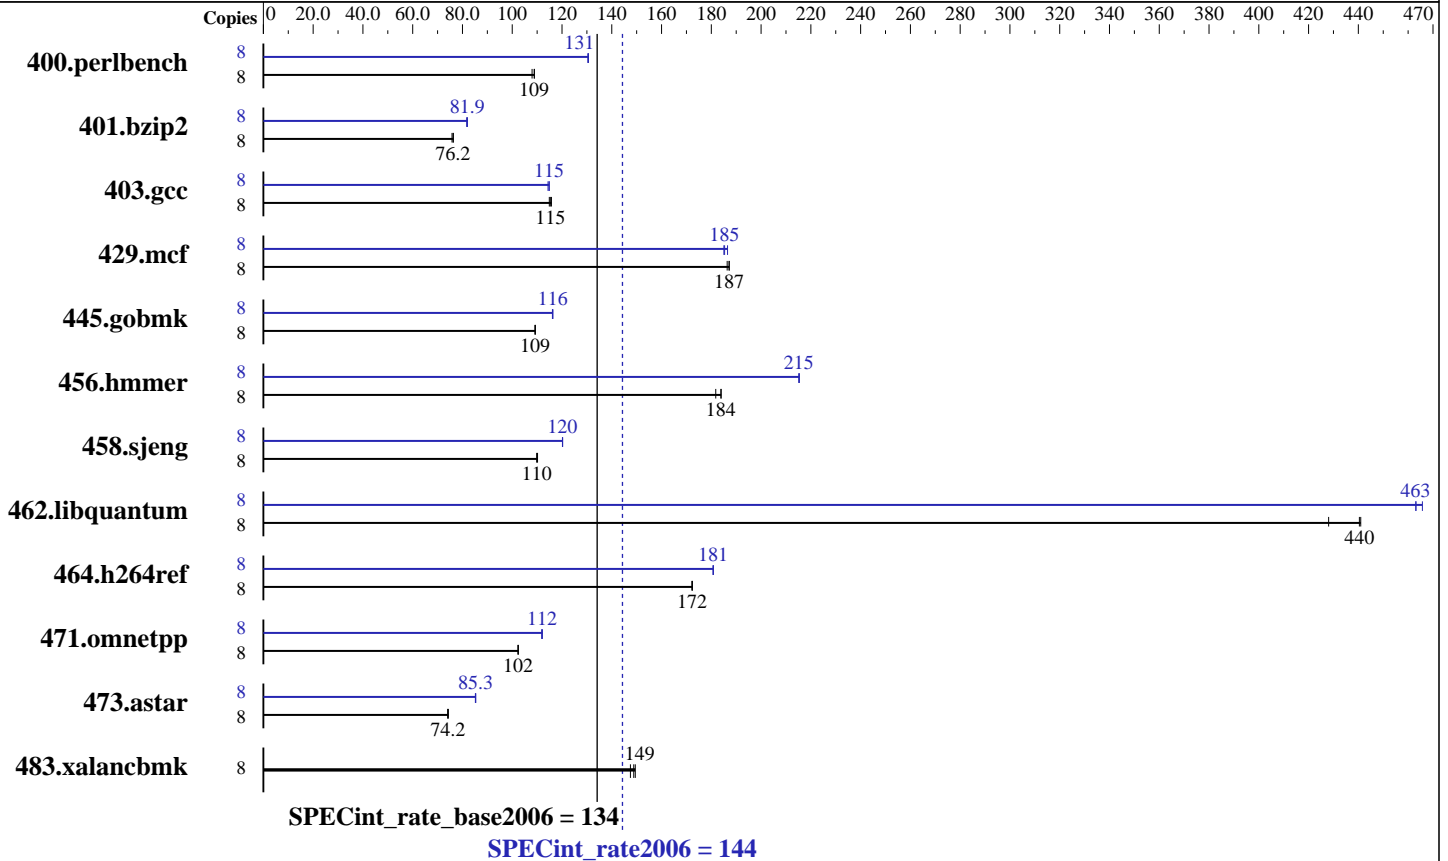 Copies 0 20.0 40.0 60.0 80.0 100 120 140 160 180 200 220 240 260 280 300 320 340 360 380 400 420 440 470
400.perlbench 8 131
8 109
401.bzip2 8 81.9
8 76.2
403.gcc 8 115
8 115
429.mcf 8 185
8 187
445.gobmk 8 116
8 109
456.hmmer 8 215
8 184
458.sjeng 8 120
8 110
462.libquantum 8 463
8 440
464.h264ref 8 181
8 172
471.omnetpp 8 112
8 102
473.astar 8 85.3
8 74.2
483.xalancbmk 8 149
SPECint_rate_base2006 = 134
SPECint_rate2006 = 144